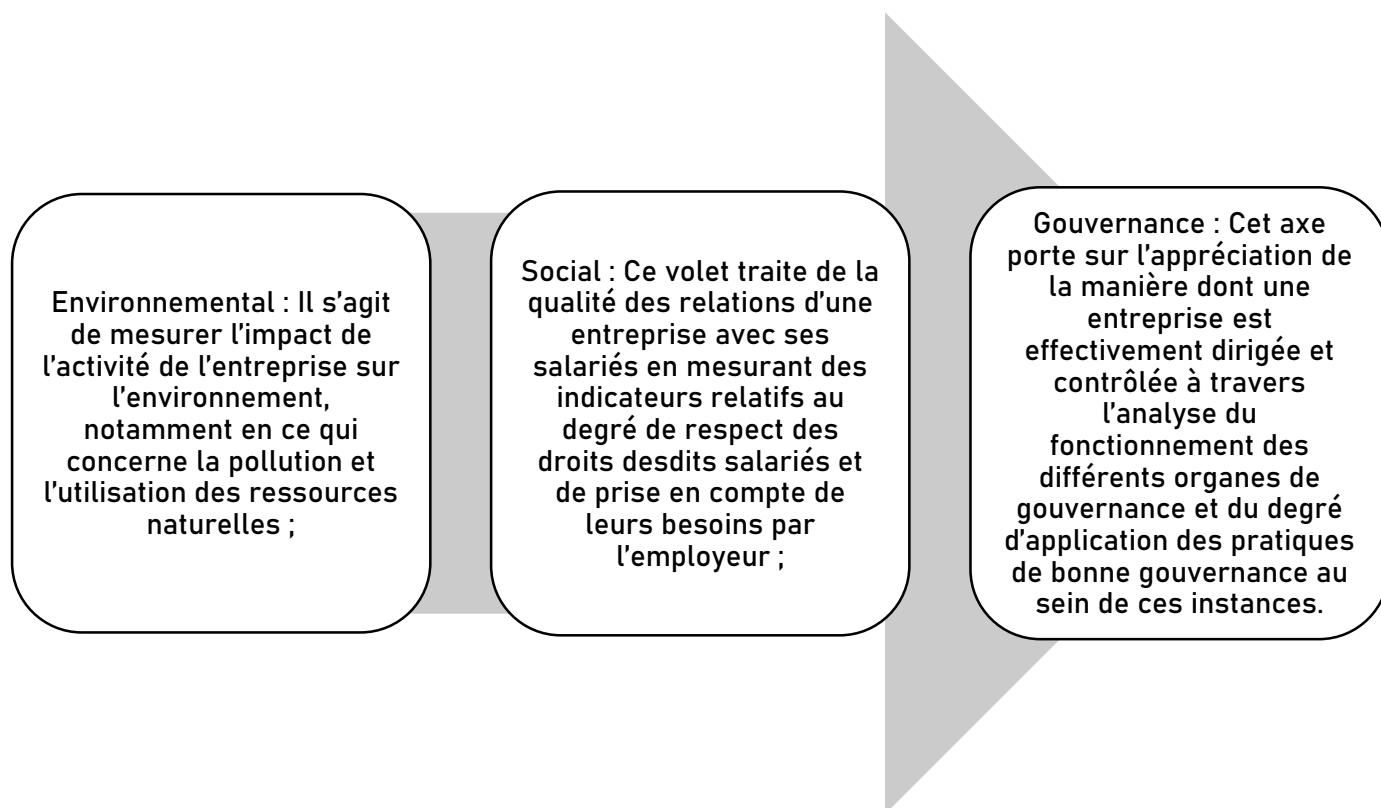 Environnemental : Il s’agit
de mesurer l’impact de
l’activité de l’entreprise sur
l’environnement,
notamment en ce qui
concerne la pollution et
l’utilisation des ressources
naturelles ;
Social : Ce volet traite de la
qualité des relations d’une
entreprise avec ses
salariés en mesurant des
indicateurs relatifs au
degré de respect des
droits desdits salariés et
de prise en compte de
leurs besoins par
l’employeur ;
Gouvernance : Cet axe
porte sur l’appréciation de
la manière dont une
entreprise est
effectivement dirigée et
contrôlée à travers
l’analyse du
fonctionnement des
différents organes de
gouvernance et du degré
d’application des pratiques
de bonne gouvernance au
sein de ces instances.